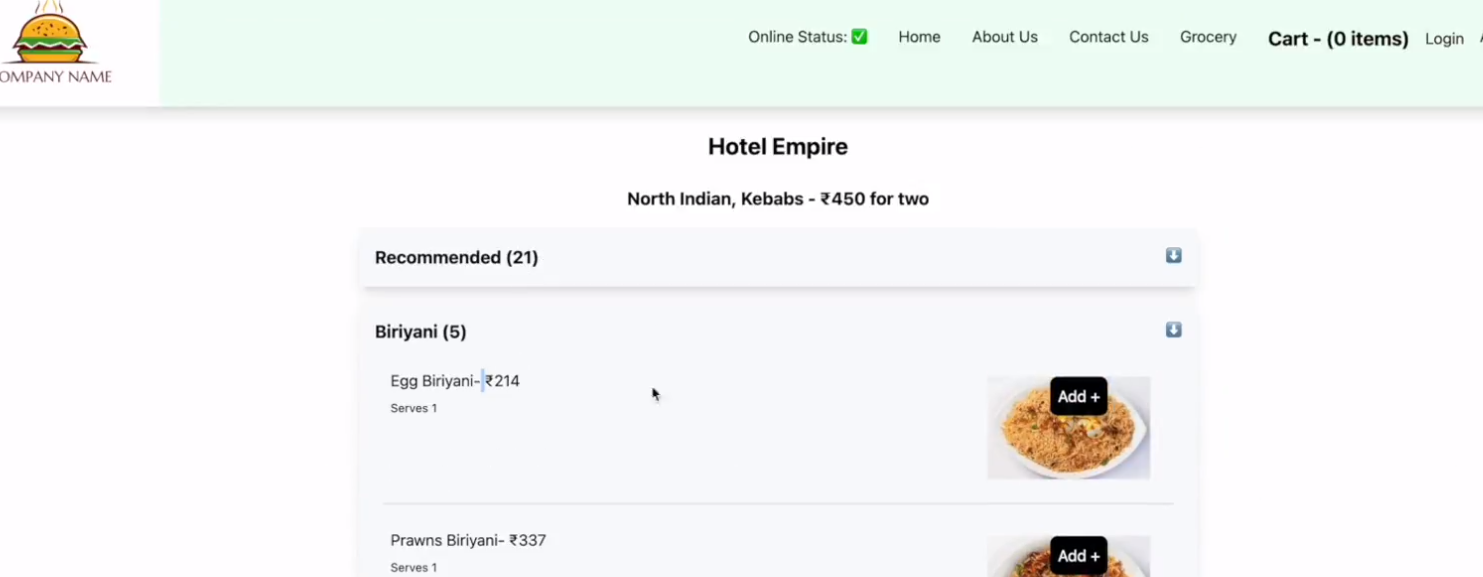 OMPANY NAME
Online Status: ✅ Home About Us Contact Us Grocery Cart - (0 items) Login
Hotel Empire
North Indian, Kebabs - ₹450 for two
Recommended (21)
Biriyani (5)
Egg Biriyani- ₹214
Serves 1
Add +
Prawns Biriyani- ₹337
Serves 1
Add +